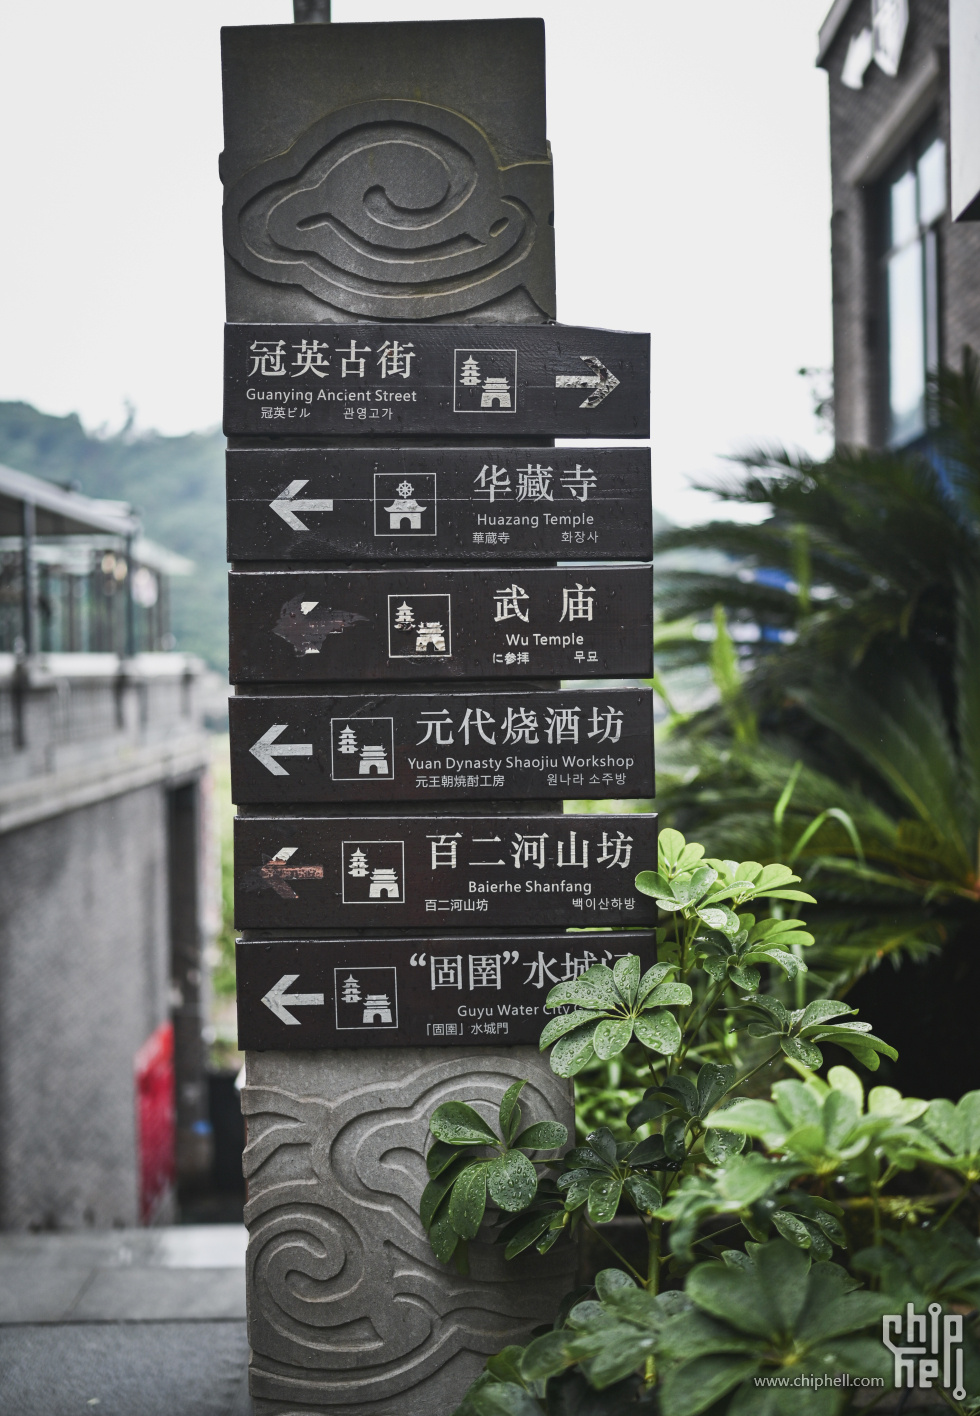 冠英古街
Guanying Ancient Street
冠英ビル 관영고가
华藏寺
Huazang Temple
華蔵寺 화장사
武 庙
Wu Temple
に参拝 무묘
元代烧酒坊
Yuan Dynasty Shaojiu Workshop
元王朝焼酎工房 원나라 소주방
百二河山坊
Baierhe Shanfang
百二河山坊 백이산하방
“固圉”水城门
Guyu Water City
「固圉」水城門
chip
hell
www.chiphell.com